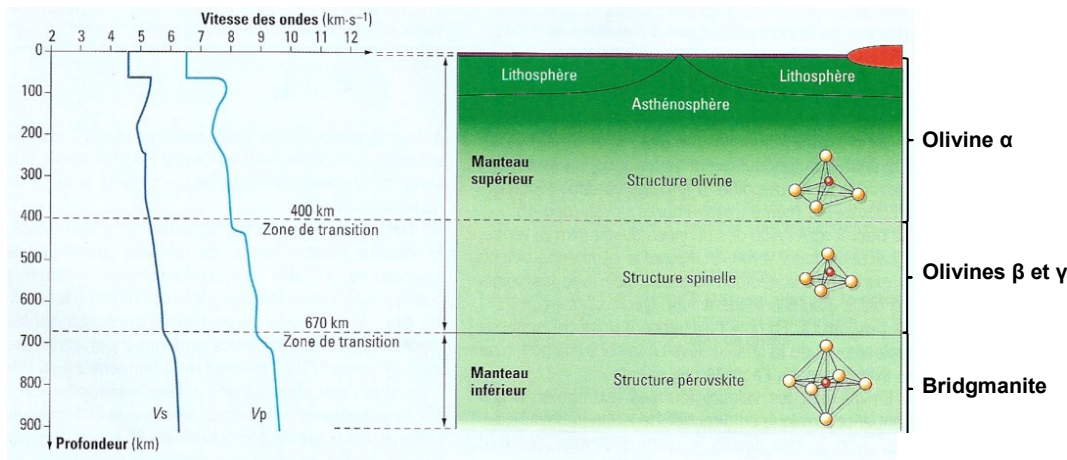 Vitesse des ondes (km·s⁻¹)
2 3 4 5 6 7 8 9 10 11 12
0
100
200
300
400
500
600
700
800
900
Profondeur (km)
Vs
Vp
400 km
Zone de transition
670 km
Zone de transition
Lithosphère
Lithosphère
Asthénosphère
Manteau
supérieur
Structure olivine
Structure spinelle
Manteau
inférieur
Structure pérovskite
Olivine α
Olivines β et γ
Bridgmanite